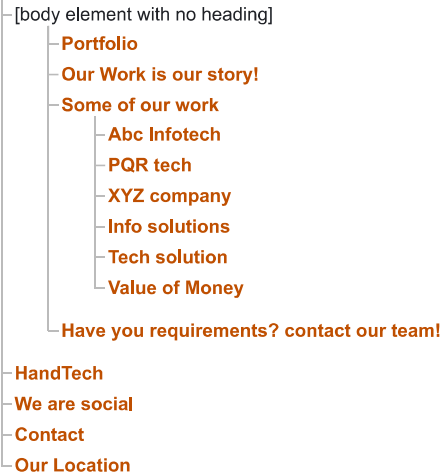 [body element with no heading]
Portfolio
Our Work is our story!
Some of our work
Abc Infotech
PQR tech
XYZ company
Info solutions
Tech solution
Value of Money
Have you requirements? contact our team!
HandTech
We are social
Contact
Our Location